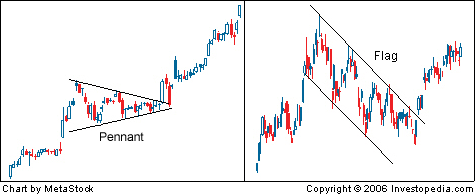 Pennant
Flag
Chart by MetaStock
Copyright © 2006 Investopedia.com